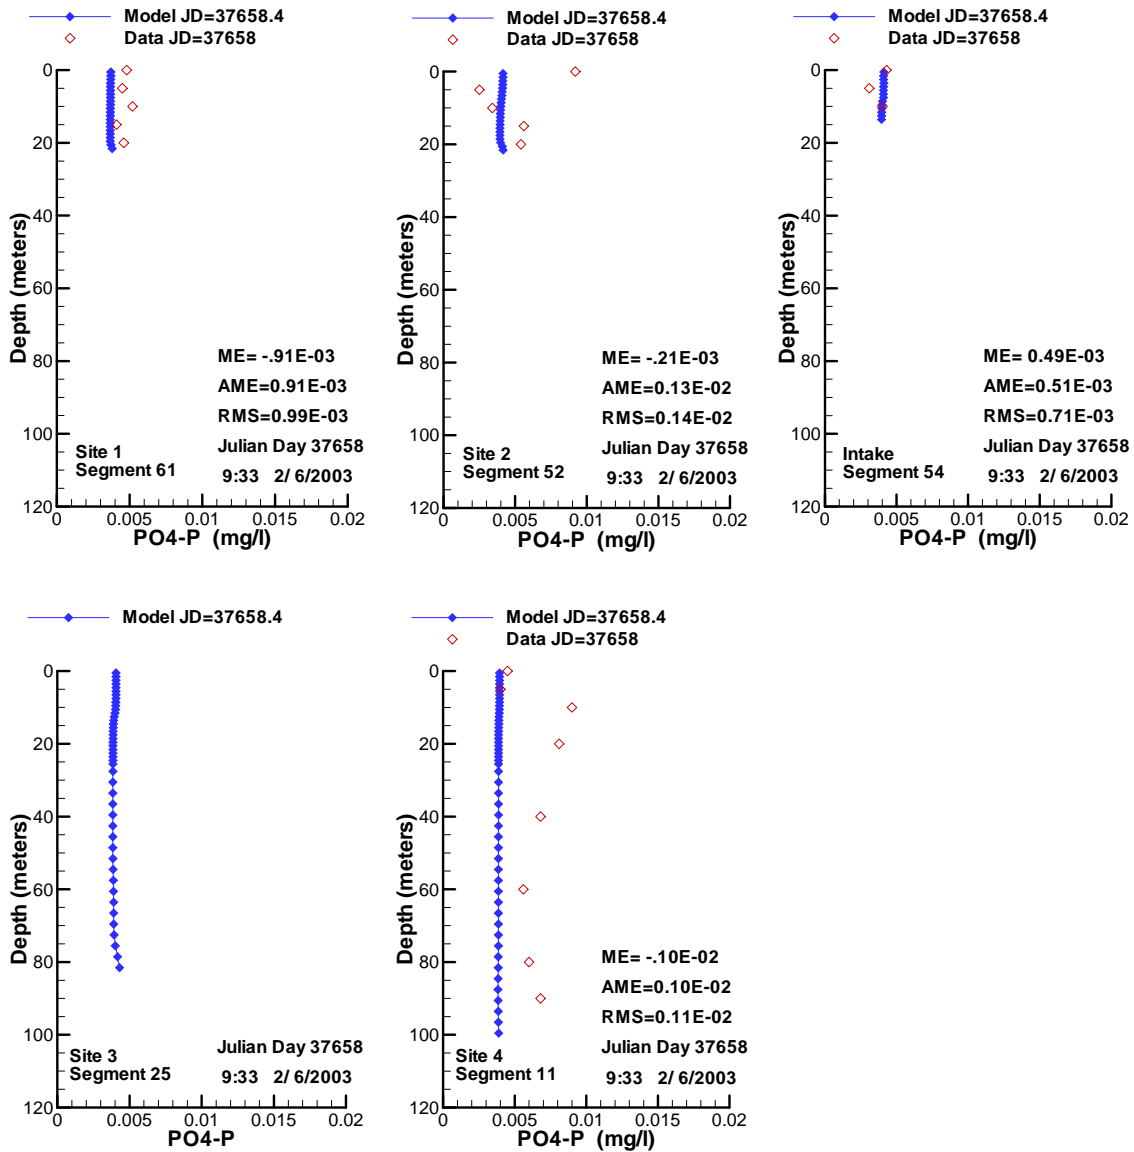 Model JD=37658.4
Data JD=37658
0
20
40
60
80
100
120
Depth (meters)
ME= -.91E-03
AME=0.91E-03
RMS=0.99E-03
Julian Day 37658
9:33 2/ 6/2003
Site 1
Segment 61
0 0.005 0.01 0.015 0.02
PO4-P (mg/l)
Model JD=37658.4
Data JD=37658
0
20
40
60
80
100
120
Depth (meters)
ME= -.21E-03
AME=0.13E-02
RMS=0.14E-02
Julian Day 37658
9:33 2/ 6/2003
Site 2
Segment 52
0 0.005 0.01 0.015 0.02
PO4-P (mg/l)
Model JD=37658.4
Data JD=37658
0
20
40
60
80
100
120
Depth (meters)
ME= 0.49E-03
AME=0.51E-03
RMS=0.71E-03
Julian Day 37658
9:33 2/ 6/2003
Intake
Segment 54
0 0.005 0.01 0.015 0.02
PO4-P (mg/l)
Model JD=37658.4
0
20
40
60
80
100
120
Depth (meters)
Julian Day 37658
9:33 2/ 6/2003
Site 3
Segment 25
0 0.005 0.01 0.015 0.02
PO4-P
Model JD=37658.4
Data JD=37658
0
20
40
60
80
100
120
Depth (meters)
ME= -.10E-02
AME=0.10E-02
RMS=0.11E-02
Julian Day 37658
9:33 2/ 6/2003
Site 4
Segment 11
0 0.005 0.01 0.015 0.02
PO4-P (mg/l)